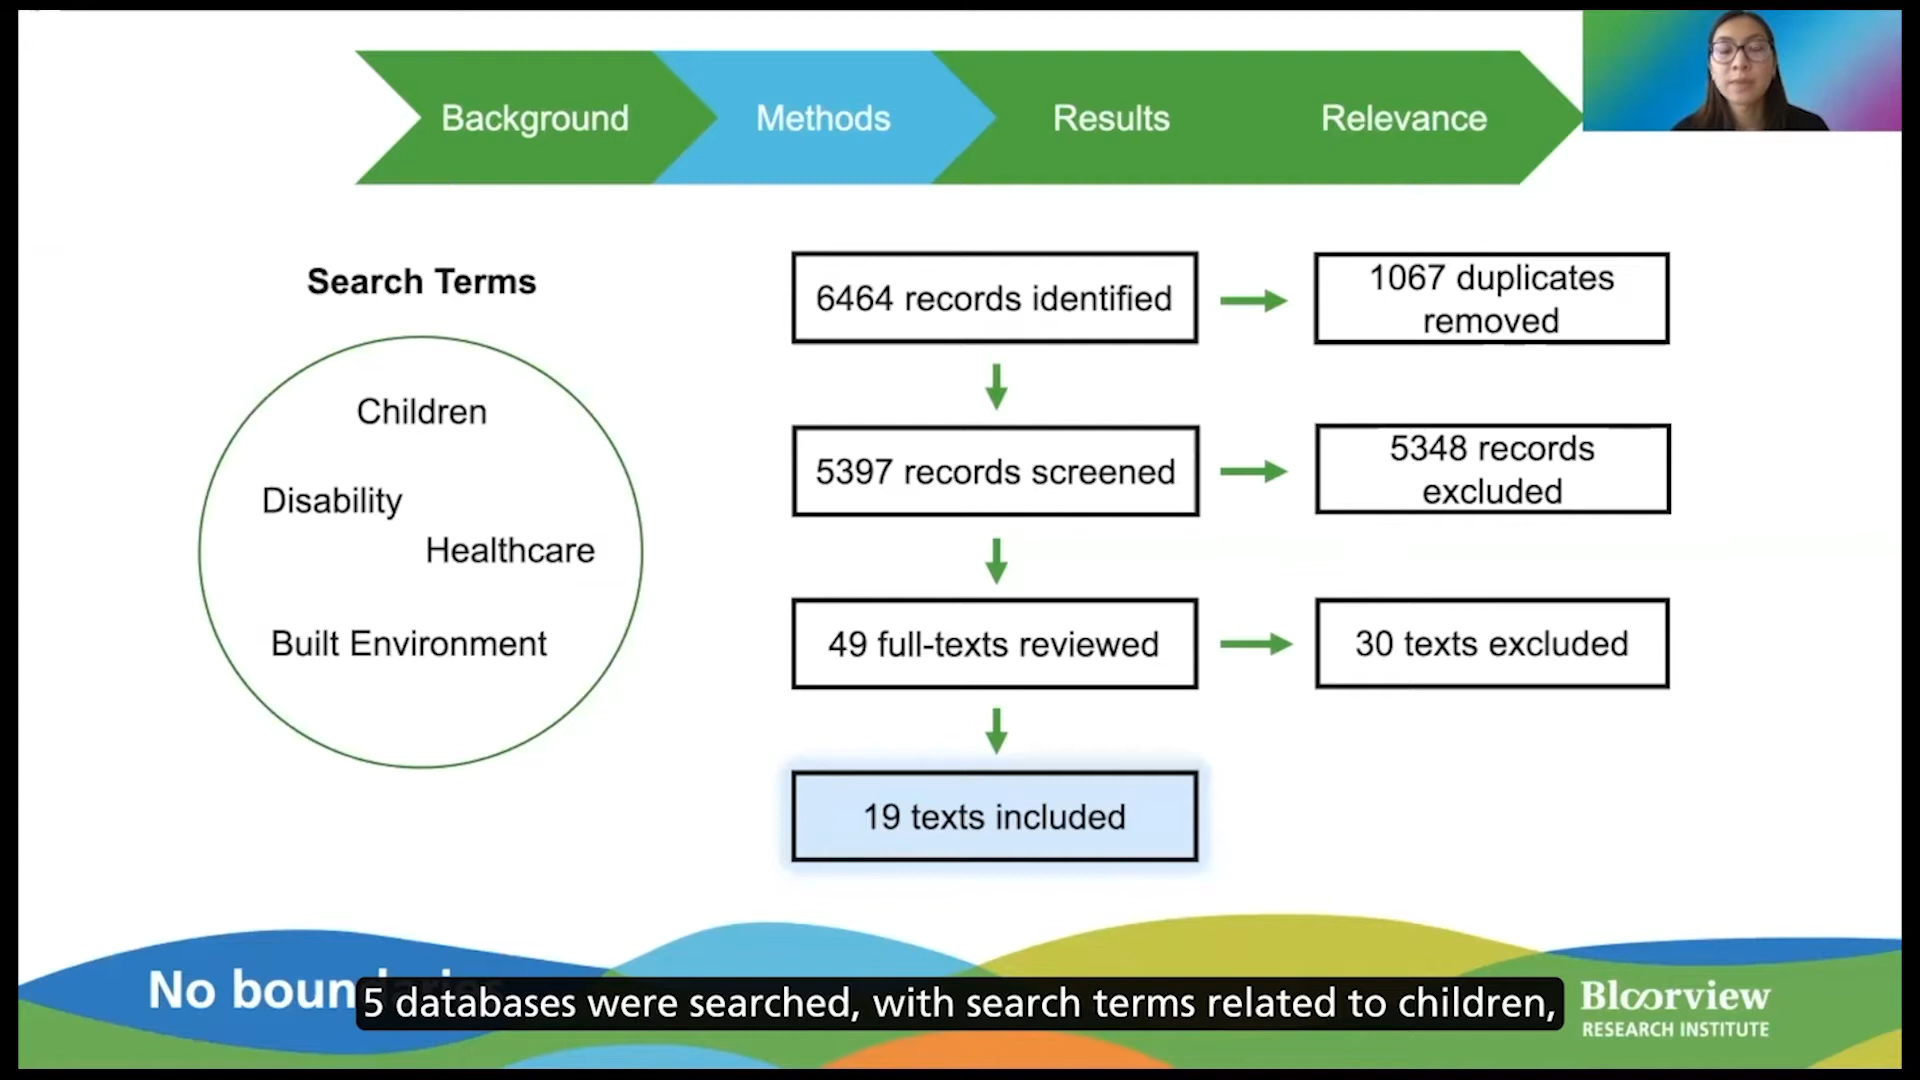 Background
Methods
Results
Relevance
Search Terms
Children
Disability
Healthcare
Built Environment
6464 records identified
1067 duplicates
removed
5397 records screened
5348 records
excluded
49 full-texts reviewed
30 texts excluded
19 texts included
No
5 databases were searched, with search terms related to children,
Bloorview
RESEARCH INSTITUTE